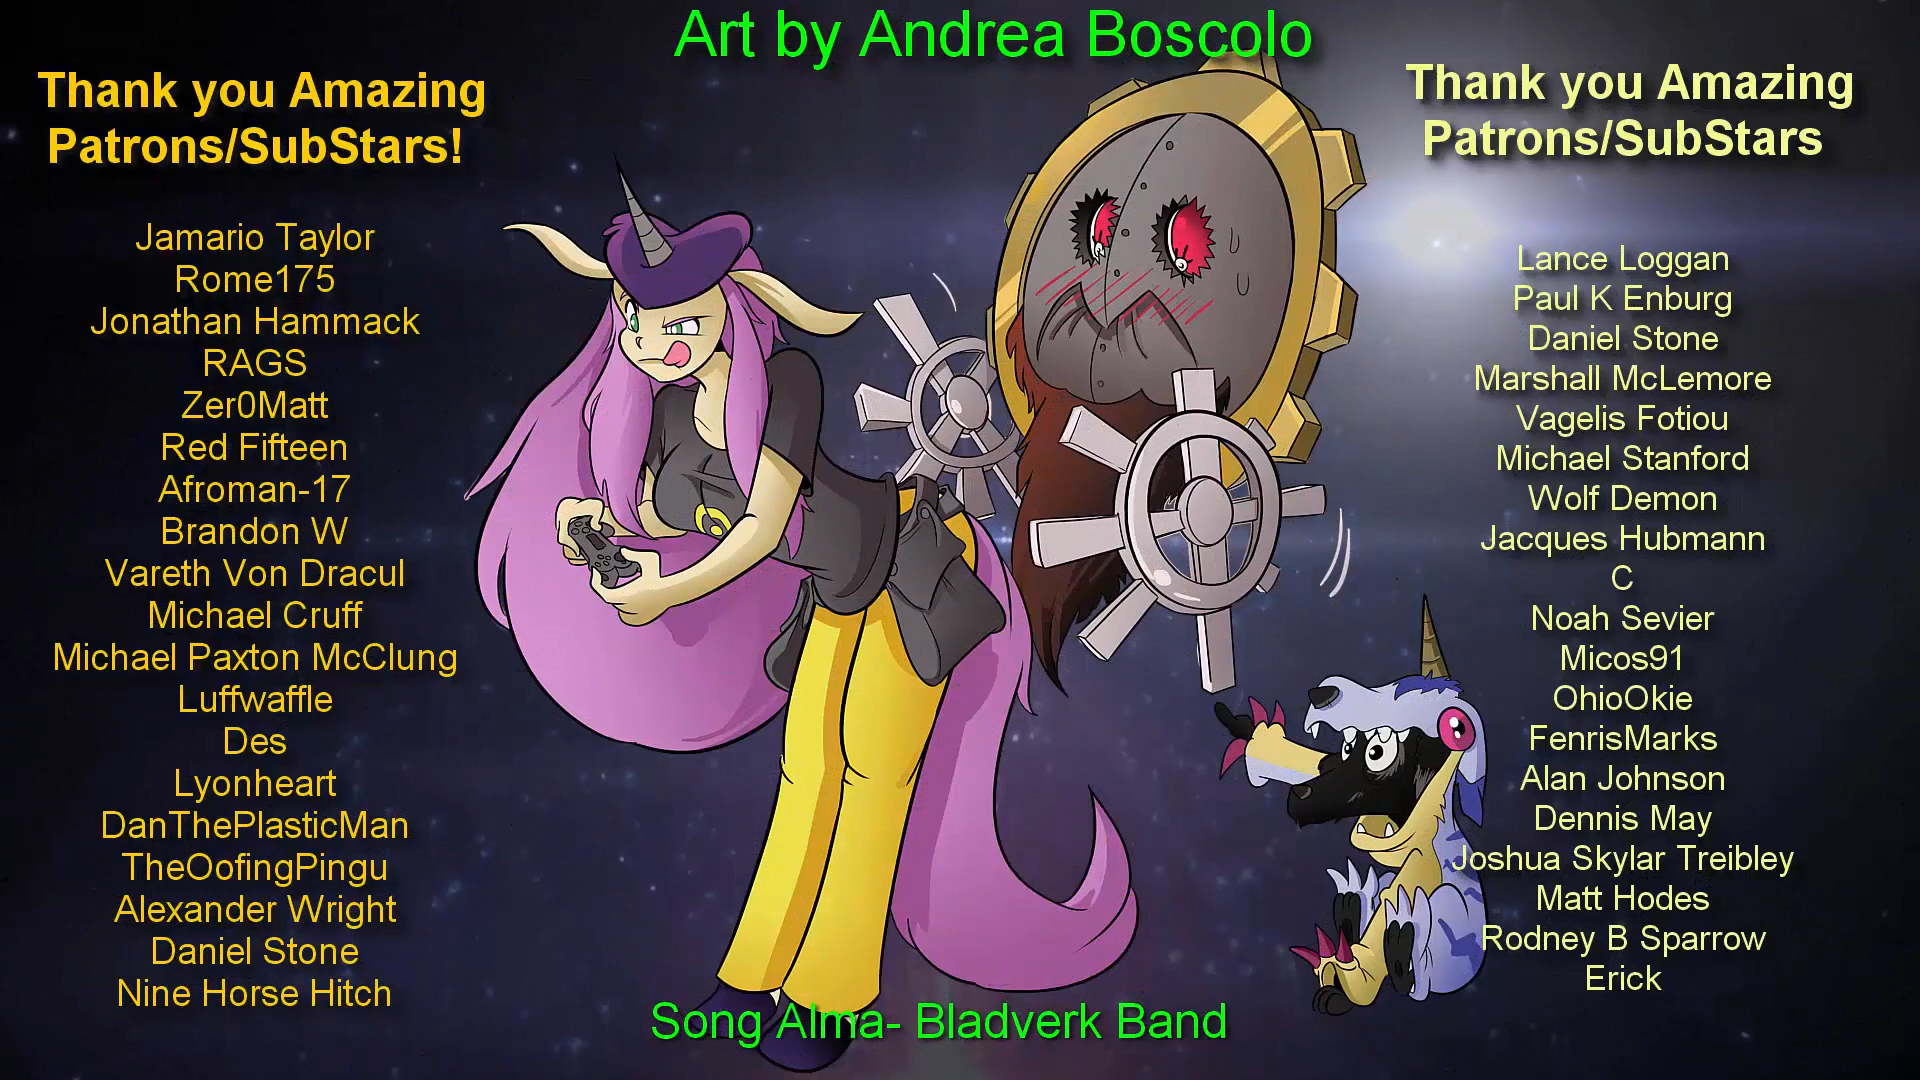 Art by Andrea Boscolo
Thank you Amazing
Patrons/SubStars!
Jamario Taylor
Rome175
Jonathan Hammack
RAGS
Zer0Matt
Red Fifteen
Afroman-17
Brandon W
Vareth Von Dracul
Michael Cruff
Michael Paxton McClung
Luffwaffle
Des
Lyonheart
DanThePlasticMan
TheOofingPingu
Alexander Wright
Daniel Stone
Nine Horse Hitch
Thank you Amazing
Patrons/SubStars
Lance Loggan
Paul K Enburg
Daniel Stone
Marshall McLemore
Vagelis Fotiou
Michael Stanford
Wolf Demon
Jacques Hubmann
C
Noah Sevier
Micos91
OhioOkie
FenrisMarks
Alan Johnson
Dennis May
Joshua Skylar Treibley
Matt Hodes
Rodney B Sparrow
Erick
Song Alma- Bladverk Band